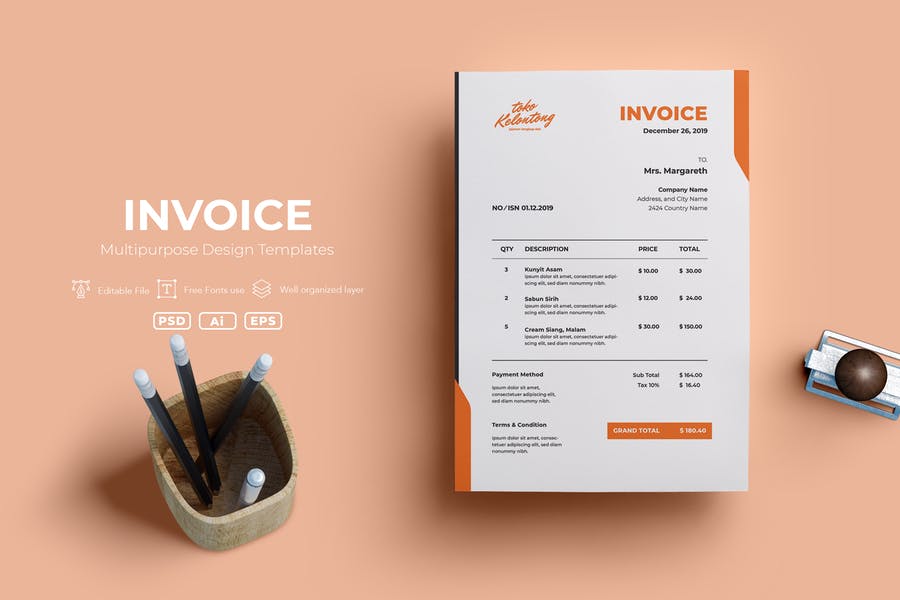 INVOICE
Multipurpose Design Templates
Editable File
Free Fonts use
Well organized layer
PSD
Ai
EPS
toko
Kelontong
INVOICE
December 26, 2019
TO.
Mrs. Margareth
Company Name
Address, and City Name
2424 Country Name
NO/ISN 01.12.2019
QTY DESCRIPTION PRICE TOTAL
3 Kunyit Asam $ 10.00 $ 30.00
Ipsum dolor sit amet, consectetuer adipi-
scing elit, sed diam nonummy nibh.
2 Sabun Sirih $ 12.00 $ 24.00
Ipsum dolor sit amet, consectetuer adipi-
scing elit, sed diam nonummy nibh.
5 Cream Siang, Malam $ 30.00 $ 150.00
Ipsum dolor sit amet, consectetuer adipi-
scing elit, sed diam nonummy nibh.
Payment Method
Ipsum dolor sit amet,
consectetuer adipiscing elit,
sed diam nonummy nibh.
Sub Total $ 164.00
Tax 10% $ 16.40
Terms & Condition
Ipsum dolor sit amet, consec-
tetuer adipiscing elit, sed diam
nonummy nibh.
GRAND TOTAL $ 180.40